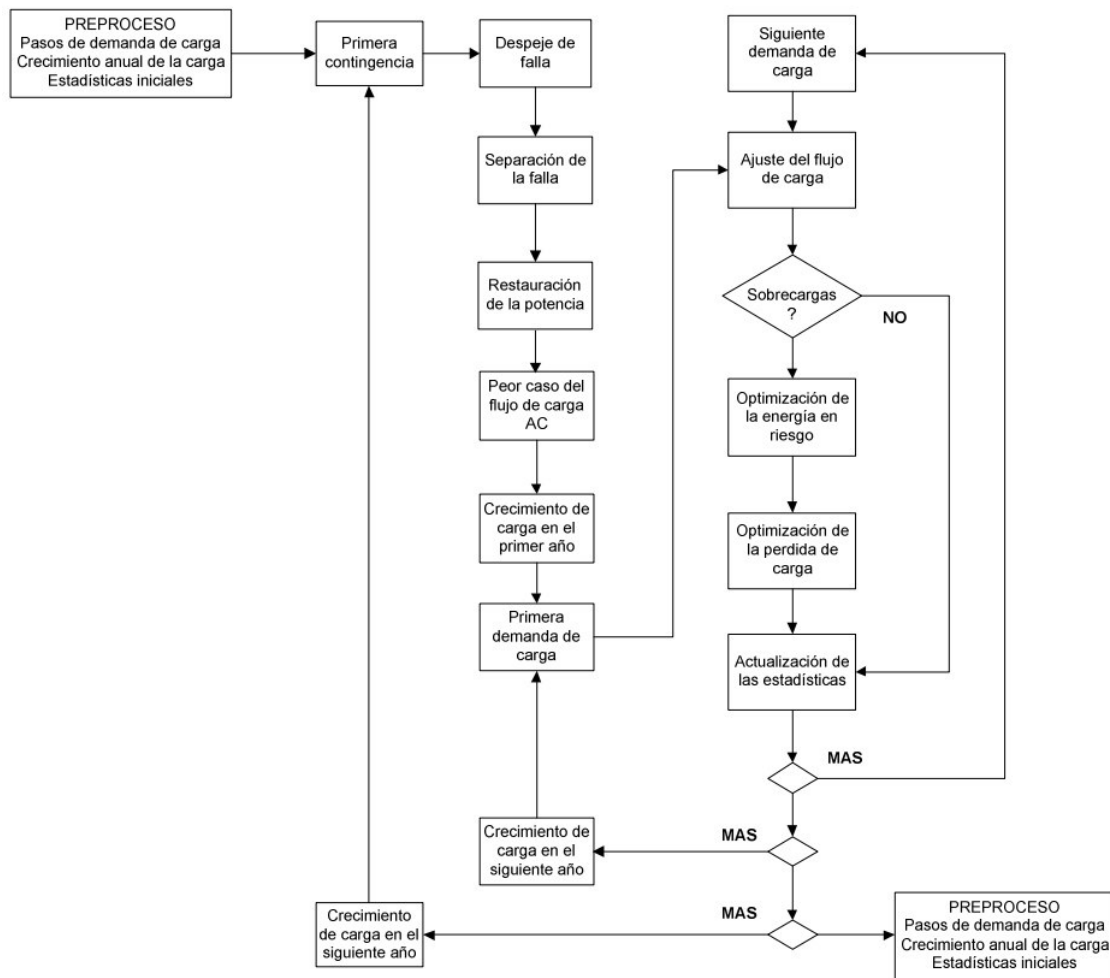 PREPROCESO
Pasos de demanda de carga
Crecimiento anual de la carga
Estadísticas iniciales
Primera
contingencia
Despeje de
falla
Separación de
la falla
Restauración
de la potencia
Peor caso del
flujo de carga
AC
Crecimiento de
carga en el
primer año
Primera
demanda de
carga
Siguiente
demanda de
carga
Ajuste del flujo
de carga
Sobrecargas
?
NO
Optimización de
la energía en
riesgo
Optimización de
la perdida de
carga
Actualización de
las estadísticas
MAS
MAS
Crecimiento de
carga en el
siguiente año
MAS
Crecimiento
de carga en el
siguiente año
PREPROCESO
Pasos de demanda de carga
Crecimiento anual de la carga
Estadísticas iniciales